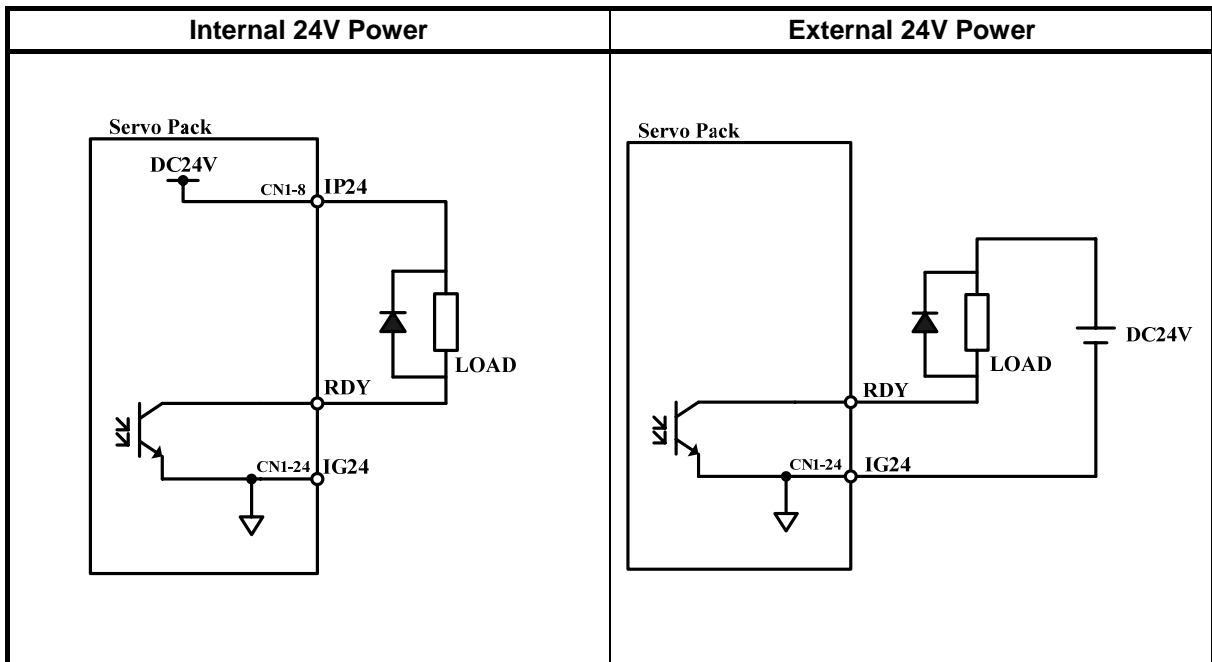 Internal 24V Power
External 24V Power
Servo Pack
DC24V
CN1-8 IP24
LOAD
RDY
CN1-24 IG24
Servo Pack
DC24V
LOAD
RDY
CN1-24 IG24